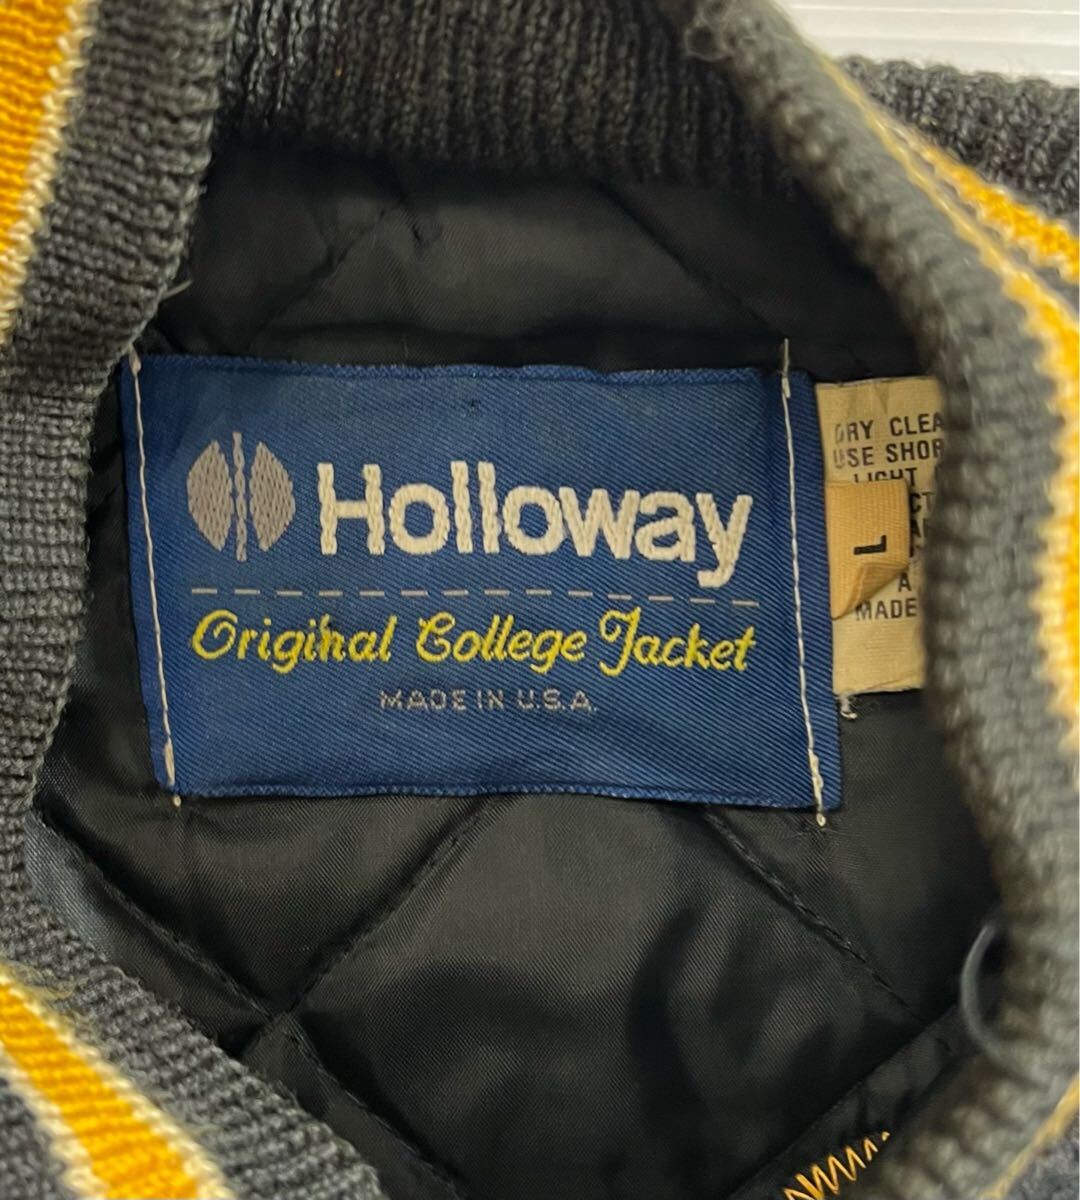 Holloway
Original College Jacket
MADE IN U.S.A.
DRY CLEA
USE SHOR
LIGHT
L
A
MADE